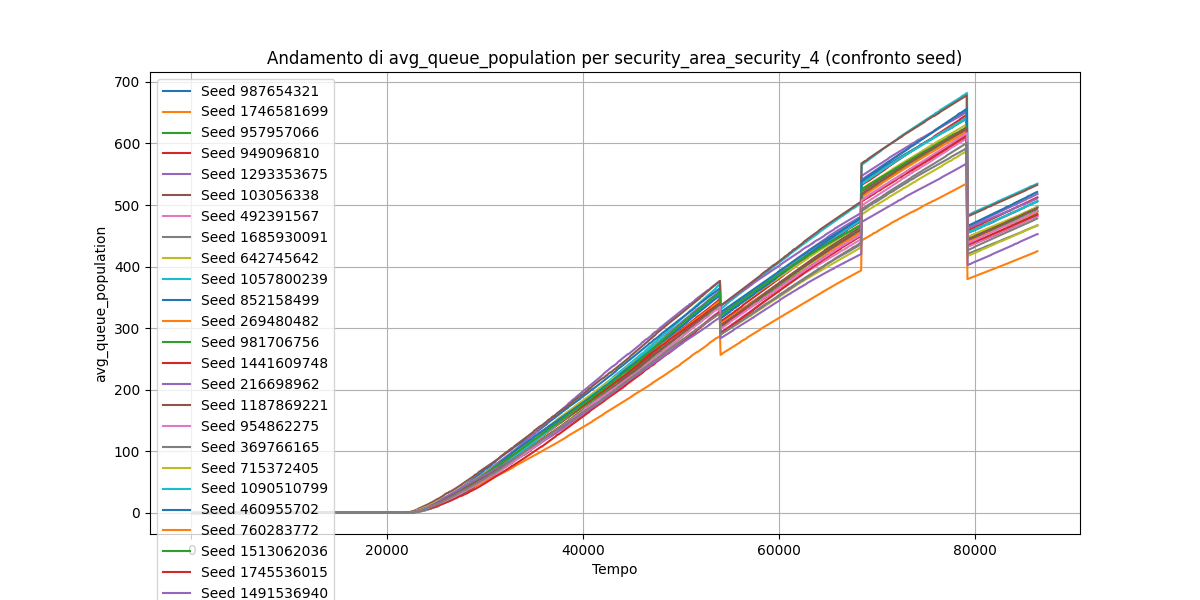 Andamento di avg_queue_population per security_area_security_4 (confronto seed)
700
600
500
400
300
200
100
0
avg_queue_population
Seed 987654321
Seed 1746581699
Seed 957957066
Seed 949096810
Seed 1293353675
Seed 103056338
Seed 492391567
Seed 1685930091
Seed 642745642
Seed 1057800239
Seed 852158499
Seed 269480482
Seed 981706756
Seed 1441609748
Seed 216698962
Seed 1187869221
Seed 954862275
Seed 369766165
Seed 715372405
Seed 1090510799
Seed 460955702
Seed 760283772
Seed 1513062036
Seed 1745536015
Seed 1491536940
0 20000 40000 60000 80000
Tempo